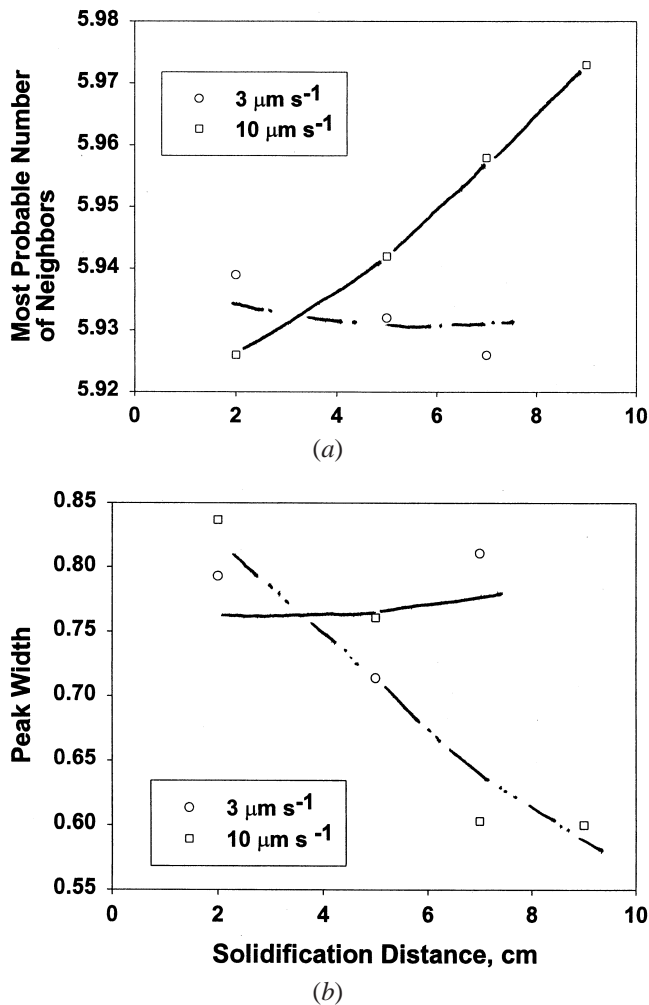 5.98
5.97
5.96
5.95
5.94
5.93
5.92
Most Probable Number
of Neighbors
3 μm s-1
10 μm s-1
0 2 4 6 8 10
(a)
0.85
0.80
0.75
0.70
0.65
0.60
0.55
Peak Width
3 μm s-1
10 μm s-1
0 2 4 6 8 10
Solidification Distance, cm
(b)